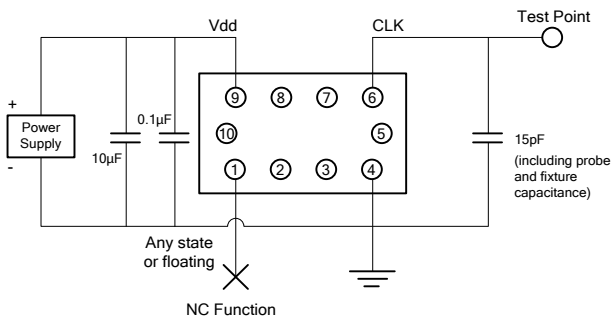 Vdd
CLK
Test Point
9
8
7
6
+
Power
Supply
-
10µF
0.1µF
10
5
15pF
(including probe
and fixture
capacitance)
1
2
3
4
Any state
or floating
NC Function